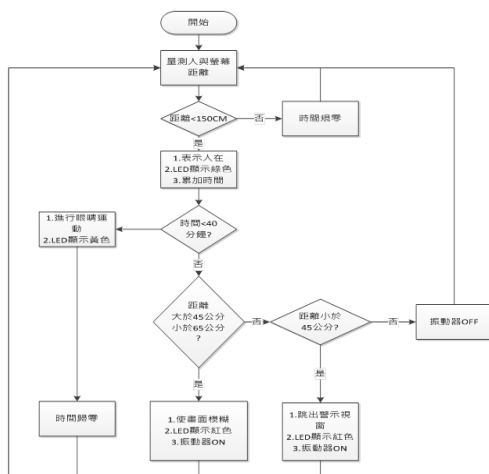 開始
量測人與螢幕
距離
距離<150CM
否
時間規零
是
1.表示人在
2.LED顯示綠色
3.累加時間
時間<40
分鐘?
1.進行眼睛運
動
2.LED顯示黃色
否
距離
大於45公分
小於65公分
?
否
距離小於
45公分?
否
振動器OFF
是
是
時間歸零
1.使畫面模糊
2.LED顯示紅色
3.振動器ON
1.跳出警示視
窗
2.LED顯示紅色
3.振動器ON